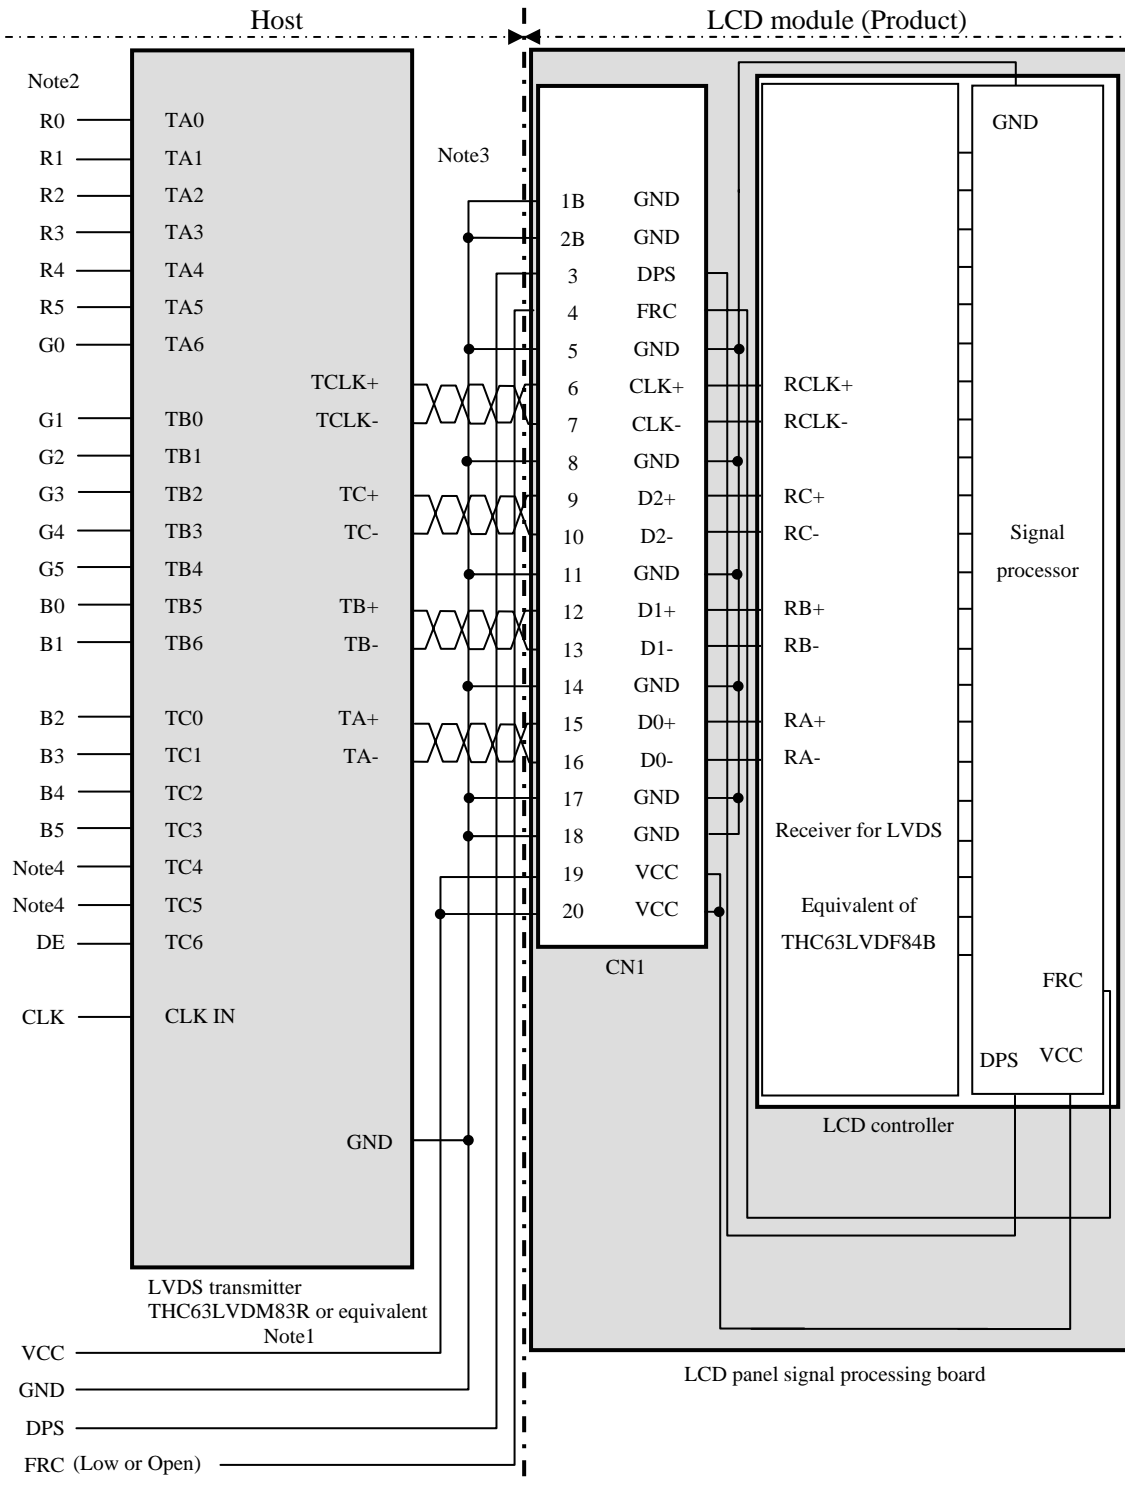 Host
LCD module (Product)
Note2
R0 TA0
R1 TA1
R2 TA2
R3 TA3
R4 TA4
R5 TA5
G0 TA6
TCLK+
G1 TB0 TCLK-
G2 TB1
G3 TB2 TC+
G4 TB3 TC-
G5 TB4
B0 TB5 TB+
B1 TB6 TB-
B2 TC0 TA+
B3 TC1 TA-
B4 TC2
B5 TC3
Note4 TC4
Note4 TC5
DE TC6
CLK CLK IN
GND
LVDS transmitter
THC63LVDM83R or equivalent
Note1
VCC
GND
DPS
FRC (Low or Open)
Note3
1B GND
2B GND
3 DPS
4 FRC
5 GND
6 CLK+
7 CLK-
8 GND
9 D2+
10 D2-
11 GND
12 D1+
13 D1-
14 GND
15 D0+
16 D0-
17 GND
18 GND
19 VCC
20 VCC
CN1
RCLK+
RCLK-
RC+
RC-
RB+
RB-
RA+
RA-
Receiver for LVDS
Equivalent of
THC63LVDF84B
GND
Signal
processor
FRC
DPS VCC
LCD controller
LCD panel signal processing board